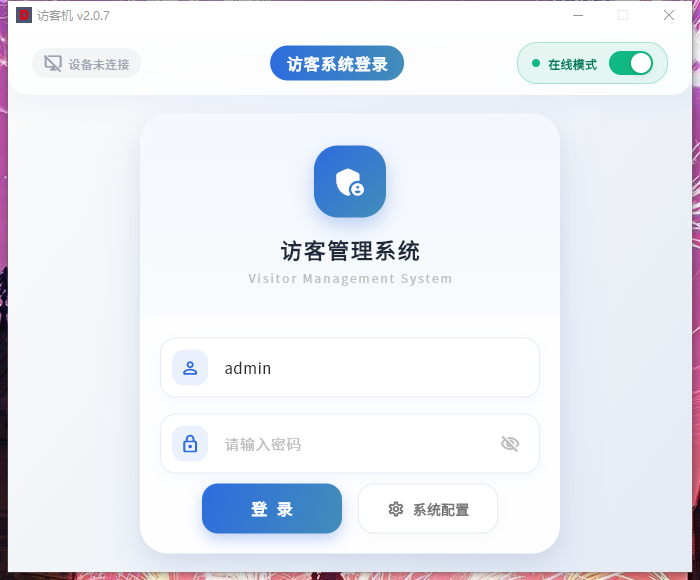 D 访客机 v2.0.7
设备未连接
访客系统登录
在线模式
访客管理系统
Visitor Management System
admin
请输入密码
登 录
系统配置